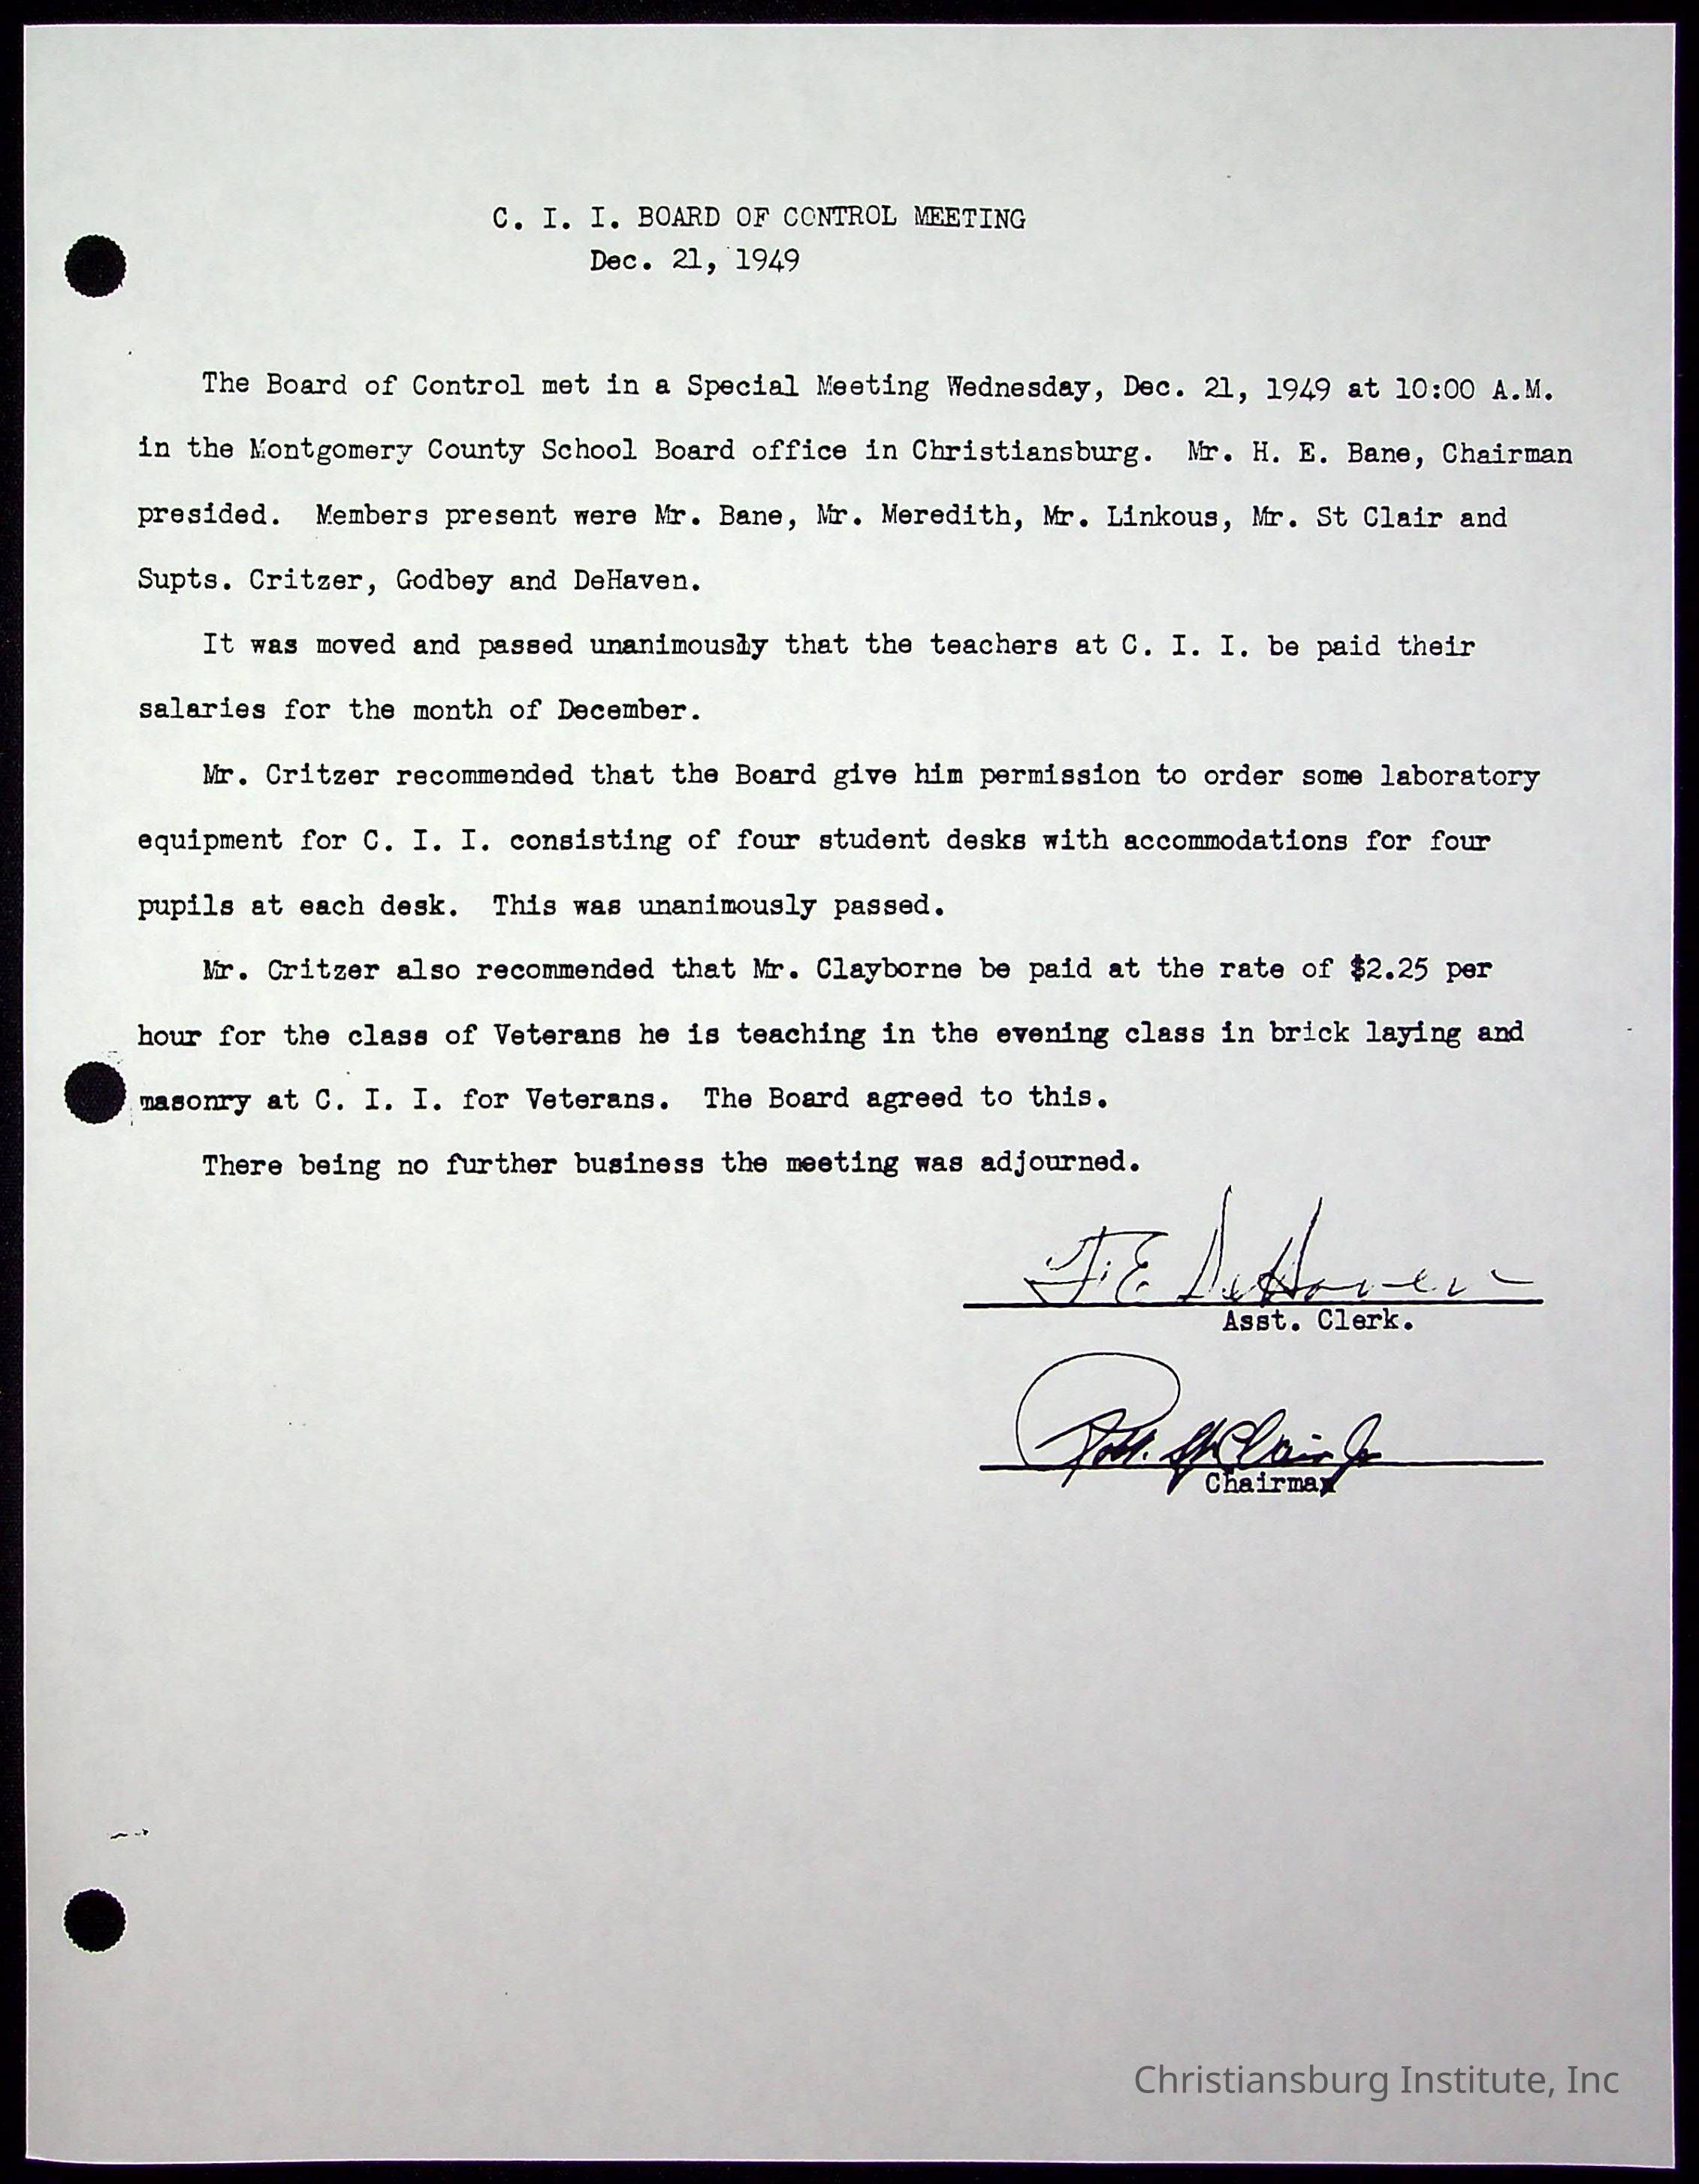 C. I. I. BOARD OF CONTROL MEETING
Dec. 21, 1949
The Board of Control met in a Special Meeting Wednesday, Dec. 21, 1949 at 10:00 A.M.
in the Montgomery County School Board office in Christiansburg. Mr. H. E. Bane, Chairman
presided. Members present were Mr. Bane, Mr. Meredith, Mr. Linkous, Mr. St Clair and
Supts. Critzer, Godbey and DeHaven.
It was moved and passed unanimously that the teachers at C. I. I. be paid their
salaries for the month of December.
Mr. Critzer recommended that the Board give him permission to order some laboratory
equipment for C. I. I. consisting of four student desks with accommodations for four
pupils at each desk. This was unanimously passed.
Mr. Critzer also recommended that Mr. Clayborne be paid at the rate of $2.25 per
hour for the class of Veterans he is teaching in the evening class in brick laying and
masonry at C. I. I. for Veterans. The Board agreed to this.
There being no further business the meeting was adjourned.
F. E. DeHaven
Asst. Clerk.
St Clair Jr
Chairman
Christiansburg Institute, Inc